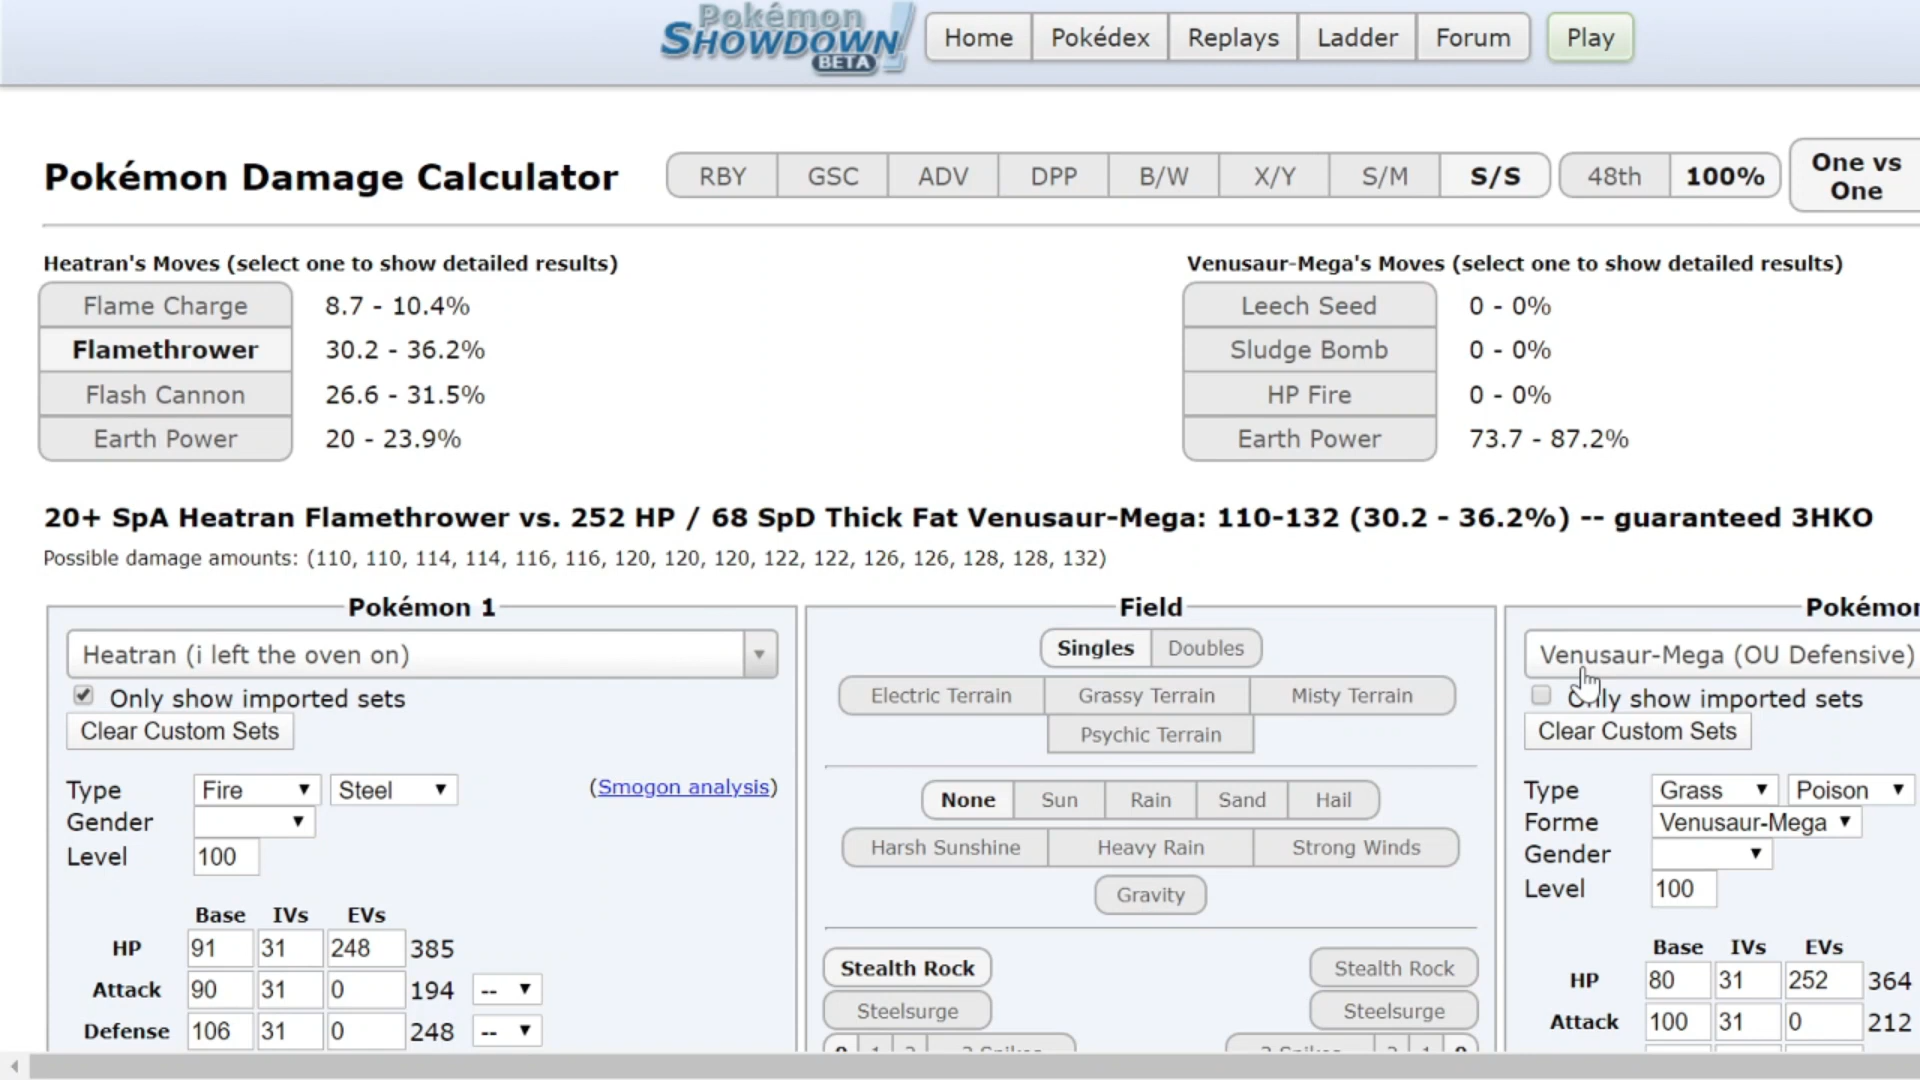 Pokémon
SHOWDOWN!
BETA
Home Pokédex Replays Ladder Forum Play
Pokémon Damage Calculator
RBY GSC ADV DPP B/W X/Y S/M S/S 48th 100% One vs
One
Heatran's Moves (select one to show detailed results)
Flame Charge 8.7 - 10.4%
Flamethrower 30.2 - 36.2%
Flash Cannon 26.6 - 31.5%
Earth Power 20 - 23.9%
Venusaur-Mega's Moves (select one to show detailed results)
Leech Seed 0 - 0%
Sludge Bomb 0 - 0%
HP Fire 0 - 0%
Earth Power 73.7 - 87.2%
20+ SpA Heatran Flamethrower vs. 252 HP / 68 SpD Thick Fat Venusaur-Mega: 110-132 (30.2 - 36.2%) -- guaranteed 3HKO
Possible damage amounts: (110, 110, 114, 114, 116, 116, 120, 120, 120, 122, 122, 126, 126, 128, 128, 132)
Pokémon 1
Heatran (i left the oven on)
Only show imported sets
Clear Custom Sets
Type Fire Steel (Smogon analysis)
Gender
Level 100
Base IVs EVs
HP 91 31 248 385
Attack 90 31 0 194 --
Defense 106 31 0 248 --
Field
Singles Doubles
Electric Terrain Grassy Terrain Misty Terrain
Psychic Terrain
None Sun Rain Sand Hail
Harsh Sunshine Heavy Rain Strong Winds
Gravity
Stealth Rock Stealth Rock
Steelsurge Steelsurge
0 1 2 3 Spikes 3 Spikes 2 1 0
Venusaur-Mega (OU Defensive)
Only show imported sets
Clear Custom Sets
Type Grass Poison
Forme Venusaur-Mega
Gender
Level 100
Base IVs EVs
HP 80 31 252 364
Attack 100 31 0 212